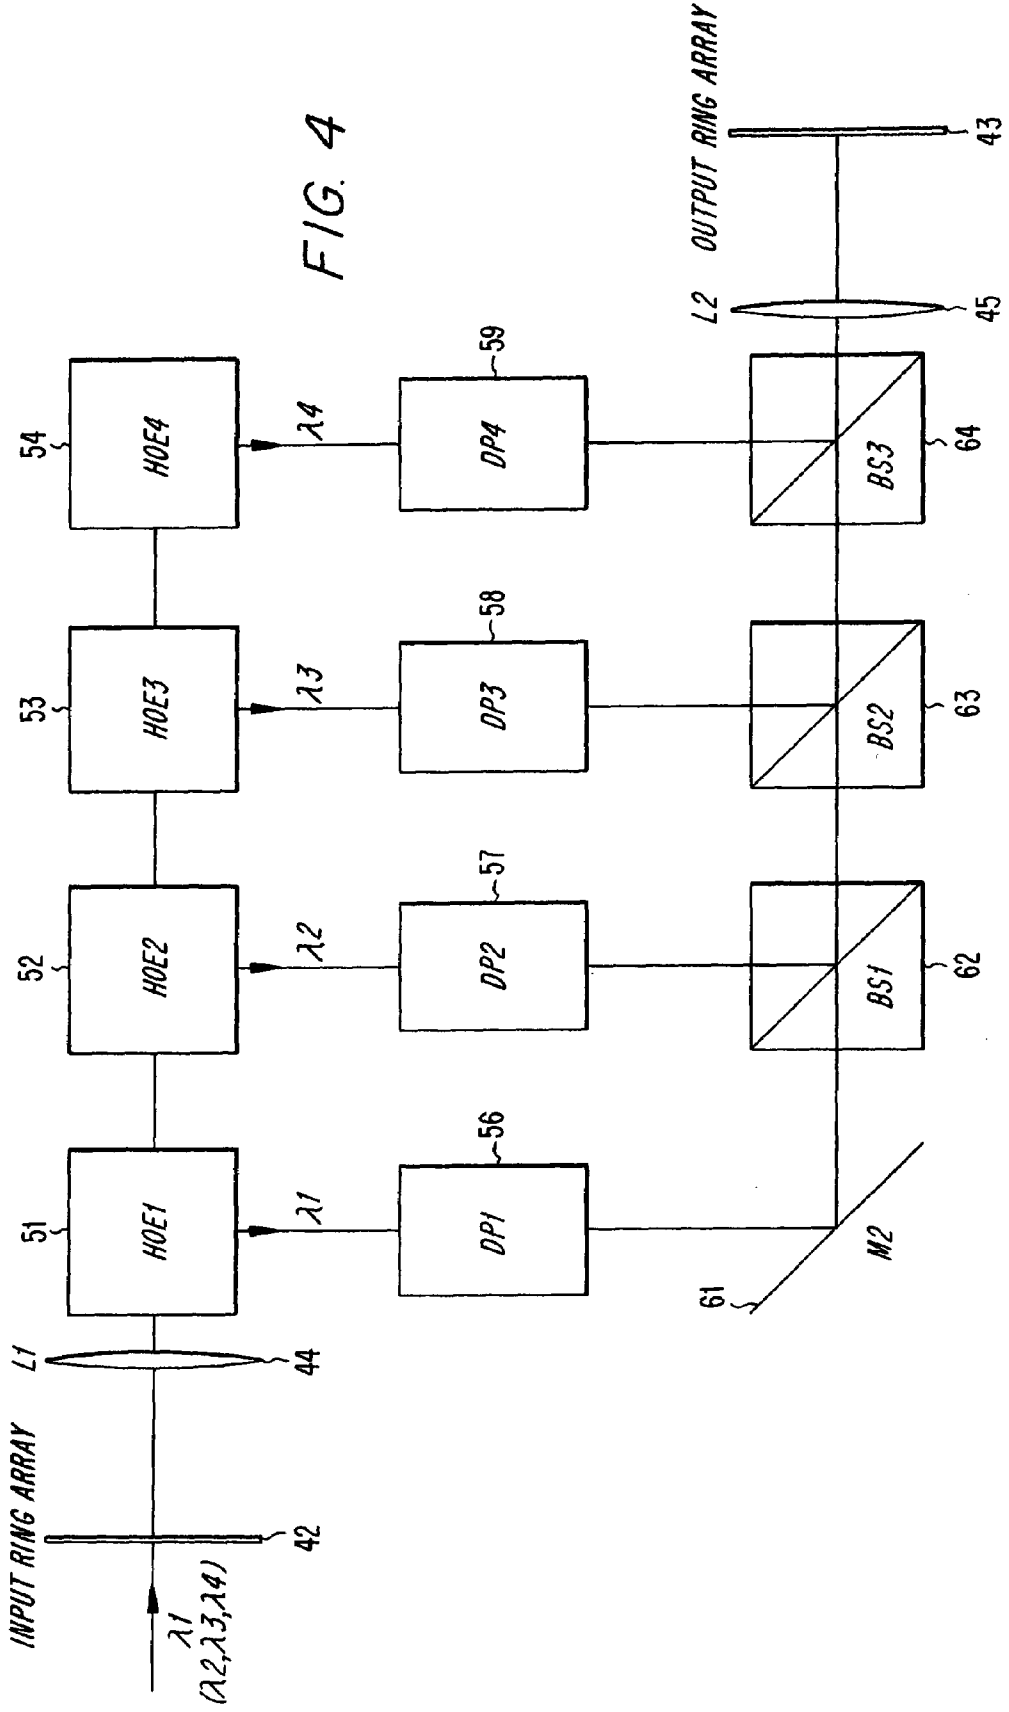 FIG. 4
54
53
52
51
HOE4
HOE3
HOE2
HOE1
L1
INPUT RING ARRAY
44
42
λ1
(λ2,λ3,λ4)
λ4
λ3
λ2
λ1
59
58
57
56
DP4
DP3
DP2
DP1
OUTPUT RING ARRAY
L2
43
45
BS3
BS2
BS1
64
63
62
61
M2